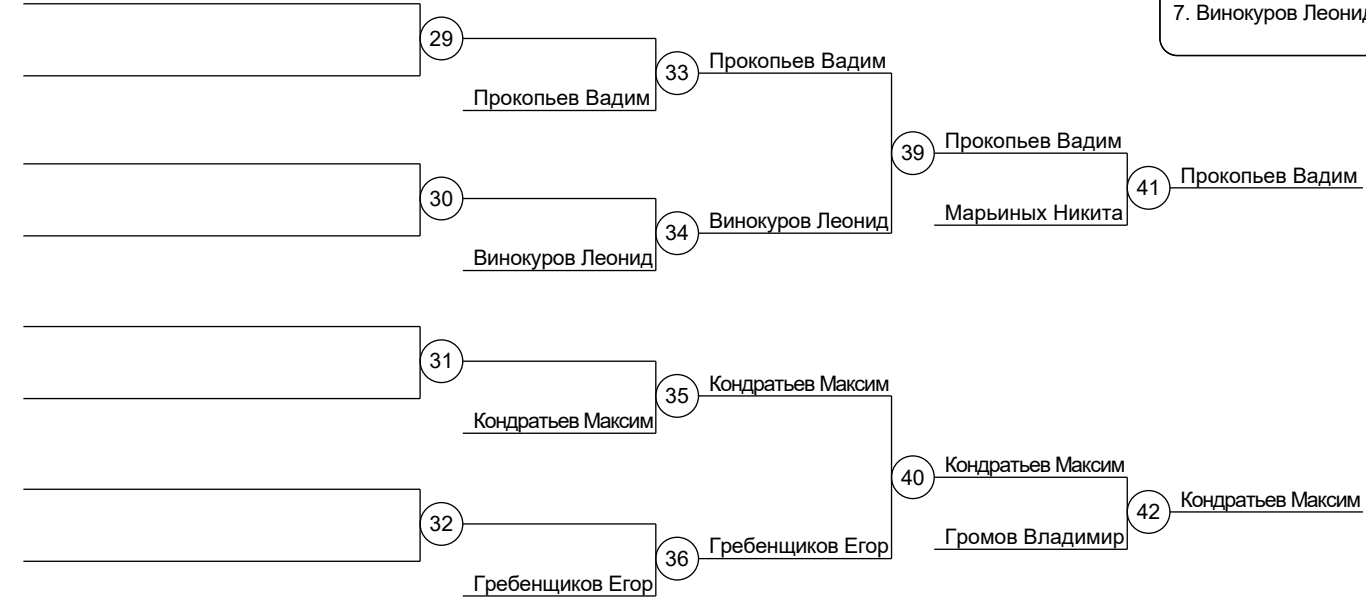 7. Винокуров Леонид
29
Прокопьев Вадим
33
Прокопьев Вадим
Прокопьев Вадим
39
41
Прокопьев Вадим
30
Марьиных Никита
Винокуров Леонид
34
Винокуров Леонид
31
Кондратьев Максим
35
Кондратьев Максим
Кондратьев Максим
40
42
Кондратьев Максим
32
Громов Владимир
Гребенщиков Егор
36
Гребенщиков Егор